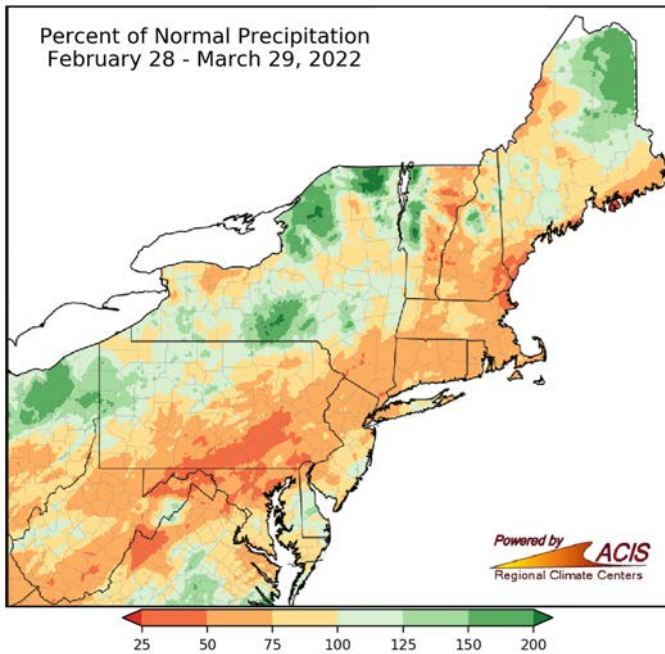 Percent of Normal Precipitation
February 28 - March 29, 2022
Powered by
ACIS
Regional Climate Centers
25 50 75 100 125 150 200